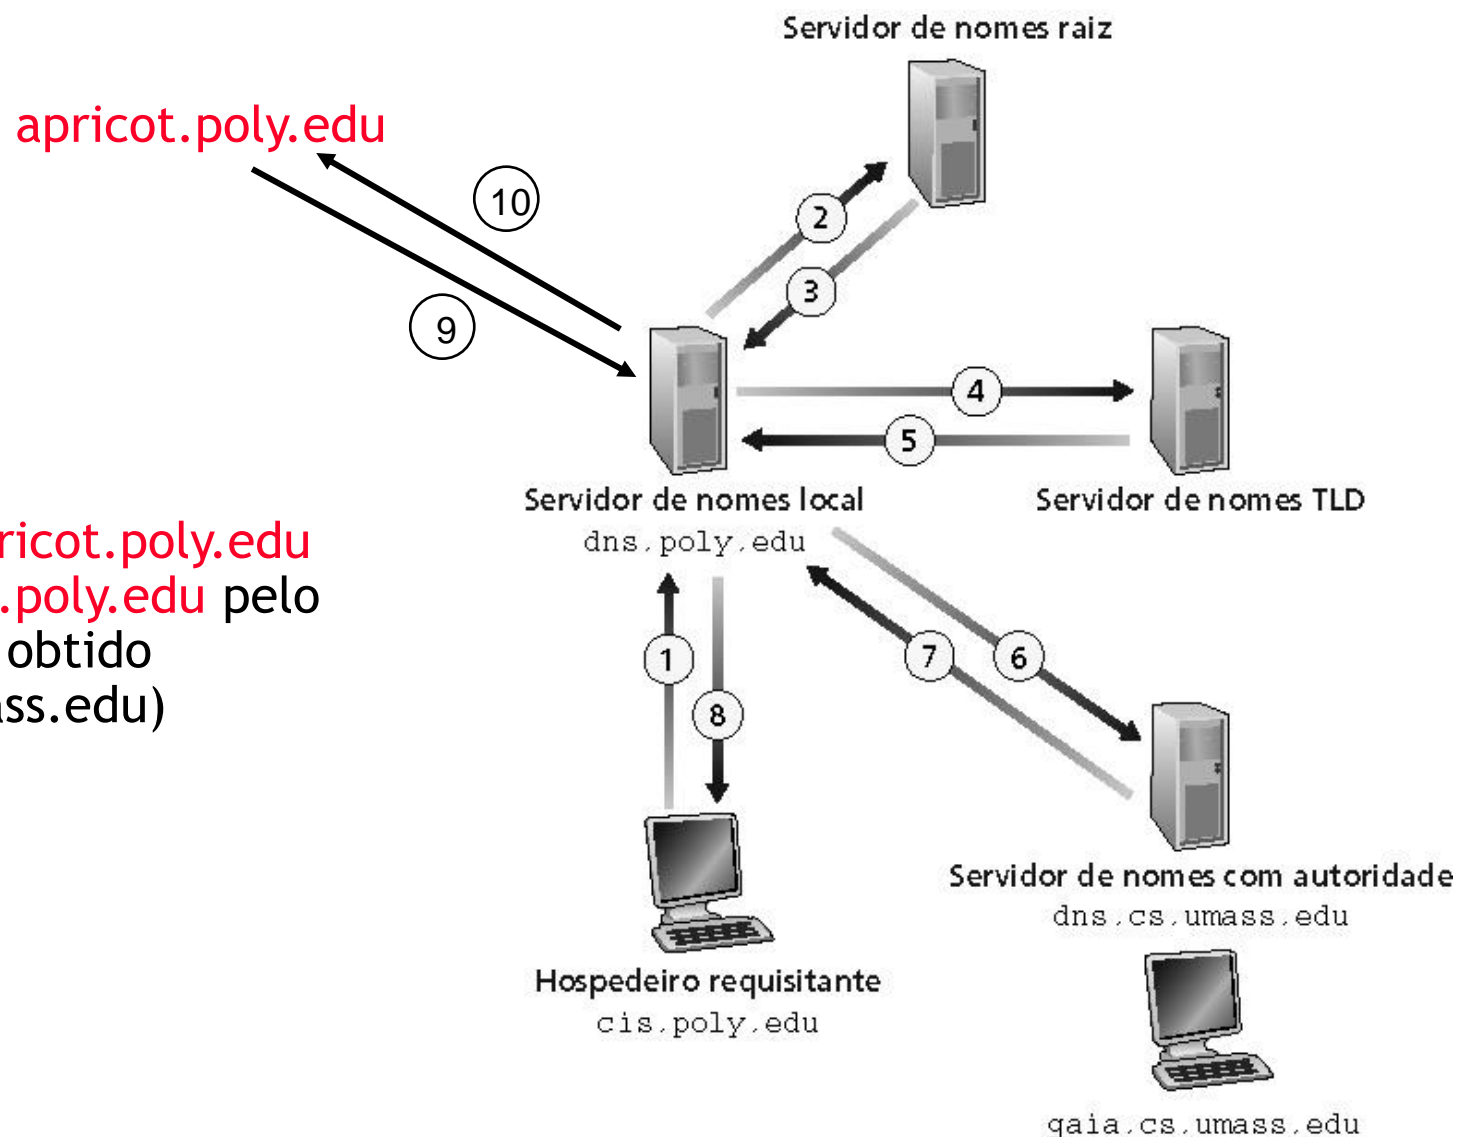 Servidor de nomes raiz
apricot.poly.edu
10
2
3
9
4
5
Servidor de nomes local
dns.poly.edu
Servidor de nomes TLD
ricot.poly.edu
.poly.edu pelo
obtido
ass.edu)
1
8
7
6
Servidor de nomes com autoridade
dns.cs.umass.edu
Hospedeiro requisitante
cis.poly.edu
gaia.cs.umass.edu